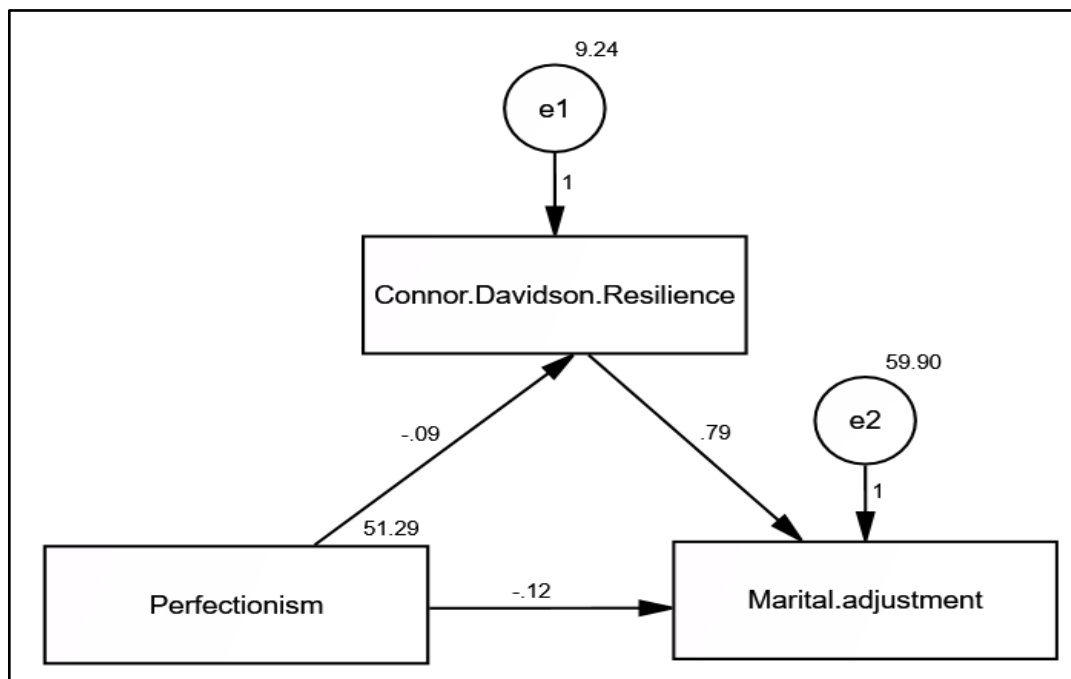 9.24
e1
1
Connor.Davidson.Resilience
59.90
-.09
.79
e2
1
51.29
Perfectionism
-.12
Marital.adjustment